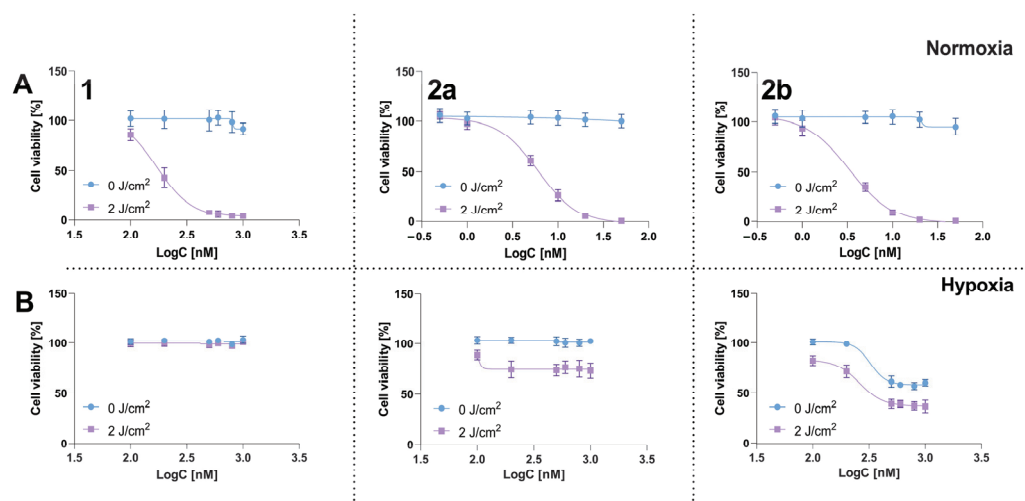 Normoxia
A
1
150
100
50
0
Cell viability [%]
0 J/cm²
2 J/cm²
1.5 2.0 2.5 3.0 3.5
LogC [nM]
2a
150
100
50
0
Cell viability [%]
0 J/cm²
2 J/cm²
−0.5 0.0 0.5 1.0 1.5 2.0
LogC [nM]
2b
150
100
50
0
Cell viability [%]
0 J/cm²
2 J/cm²
−0.5 0.0 0.5 1.0 1.5 2.0
LogC [nM]
Hypoxia
B
150
100
50
0
Cell viability [%]
0 J/cm²
2 J/cm²
1.5 2.0 2.5 3.0 3.5
LogC [nM]
150
100
50
0
Cell viability [%]
0 J/cm²
2 J/cm²
1.5 2.0 2.5 3.0 3.5
LogC [nM]
150
100
50
0
Cell viability [%]
0 J/cm²
2 J/cm²
1.5 2.0 2.5 3.0 3.5
LogC [nM]